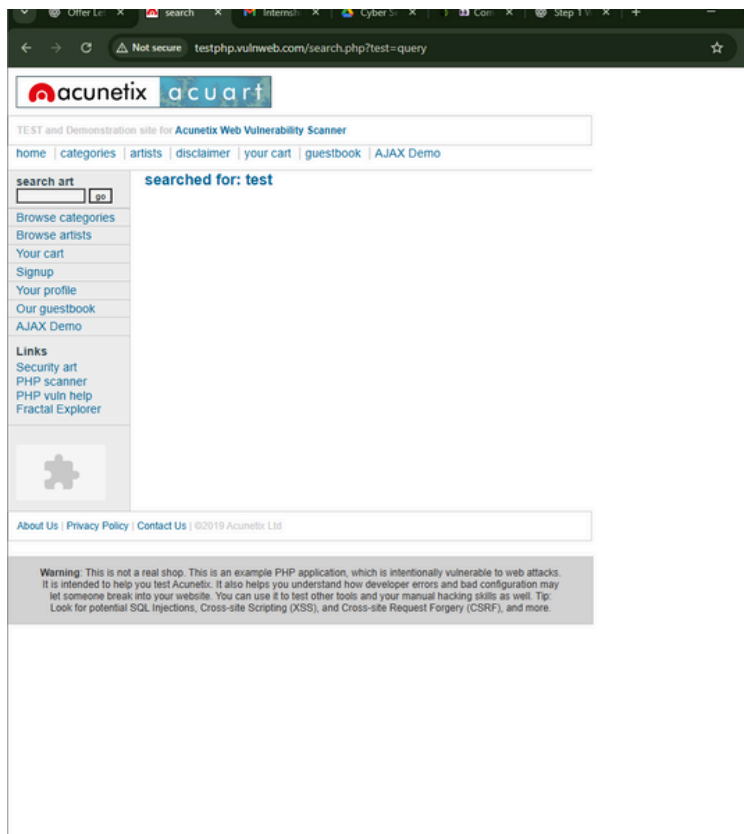 Offer Le
search
Internsh
Cyber S
Com
Step 1
Not secure testphp.vulnweb.com/search.php?test=query
acunetix acuart
TEST and Demonstration site for Acunetix Web Vulnerability Scanner
home | categories | artists | disclaimer | your cart | guestbook | AJAX Demo
search art
go
searched for: test
Browse categories
Browse artists
Your cart
Signup
Your profile
Our guestbook
AJAX Demo
Links
Security art
PHP scanner
PHP vuln help
Fractal Explorer
About Us | Privacy Policy | Contact Us | ©2019 Acunetix Ltd
Warning: This is not a real shop. This is an example PHP application, which is intentionally vulnerable to web attacks.
It is intended to help you test Acunetix. It also helps you understand how developer errors and bad configuration may
let someone break into your website. You can use it to test other tools and your manual hacking skills as well. Tip:
Look for potential SQL Injections, Cross-site Scripting (XSS), and Cross-site Request Forgery (CSRF), and more.